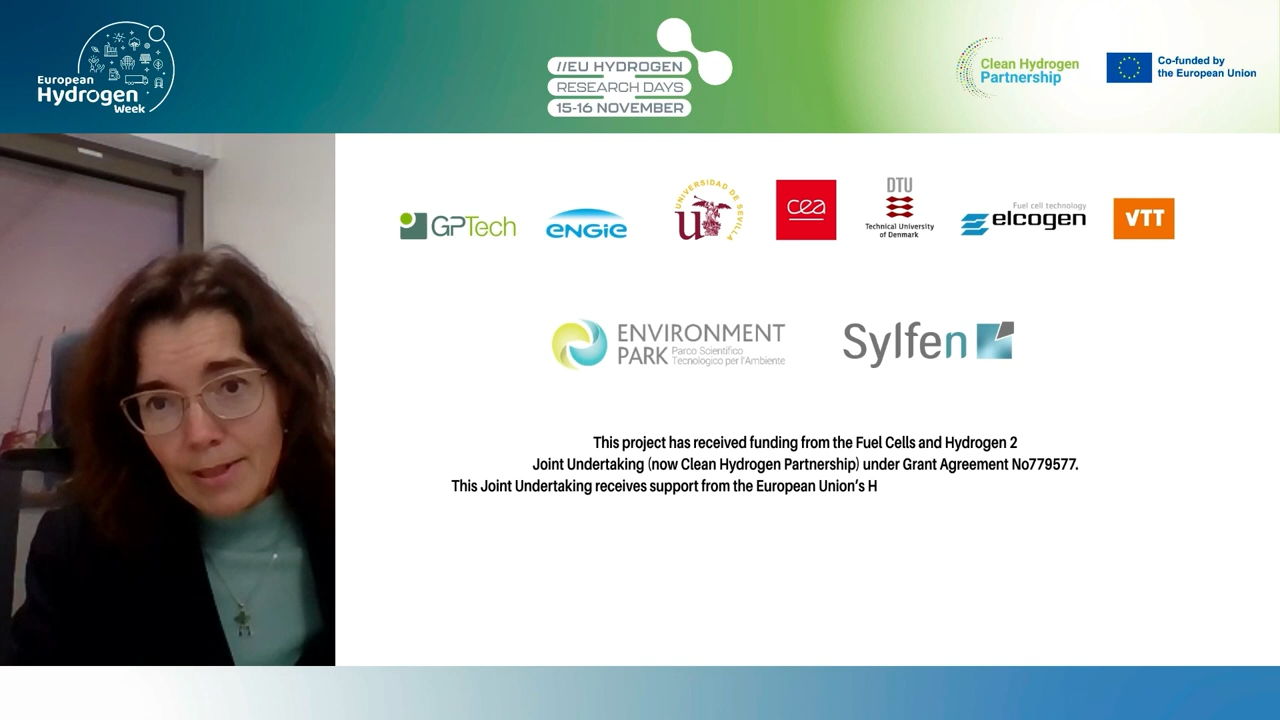 European
Hydrogen
Week
//EU HYDROGEN
RESEARCH DAYS
15-16 NOVEMBER
Clean Hydrogen
Partnership
Co-funded by
the European Union
GPTech
ENGIE
UNIVERSIDAD DE SEVILLA
cea
DTU
Technical University
of Denmark
Fuel cell technology
elcogen
VTT
ENVIRONMENT
PARK Parco Scientifico
Tecnologico per l'Ambiente
Sylfen
This project has received funding from the Fuel Cells and Hydrogen 2
Joint Undertaking (now Clean Hydrogen Partnership) under Grant Agreement No779577.
This Joint Undertaking receives support from the European Union's H